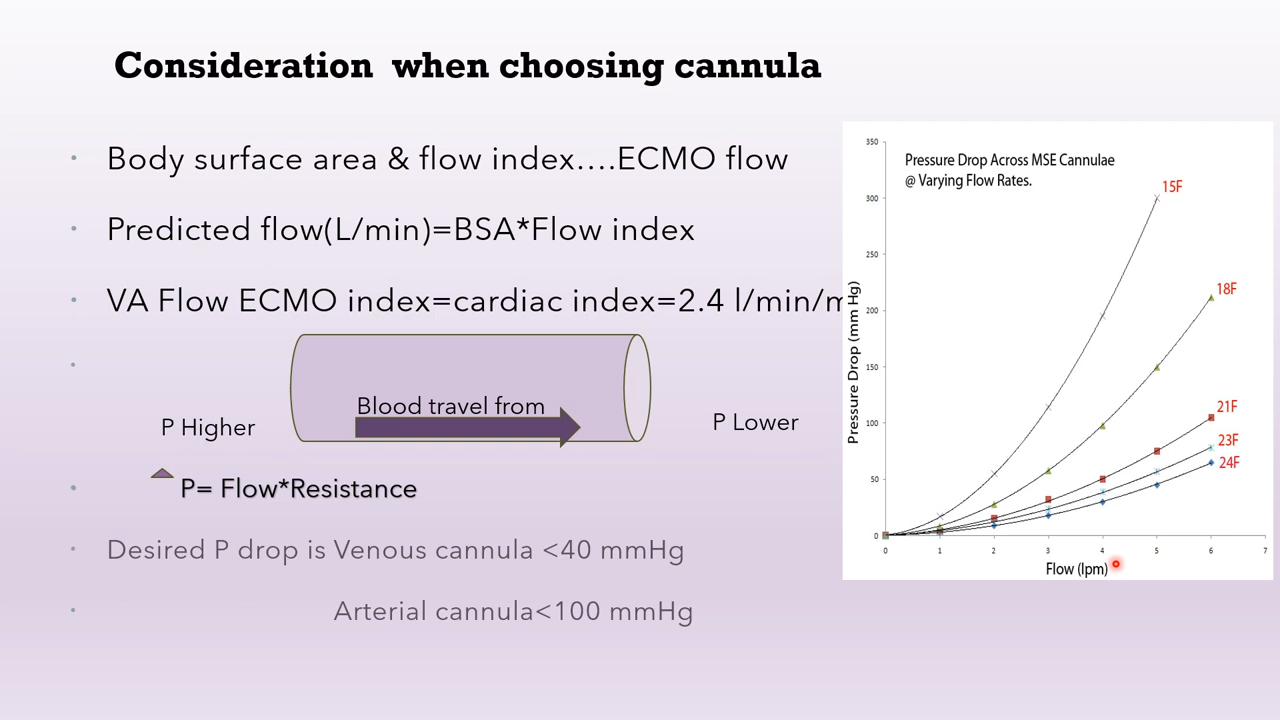 Consideration when choosing cannula
Body surface area & flow index....ECMO flow
Predicted flow(L/min)=BSA*Flow index
VA Flow ECMO index=cardiac index=2.4 l/min/m
Blood travel from
P Higher
P Lower
P= Flow*Resistance
Desired P drop is Venous cannula <40 mmHg
Arterial cannula<100 mmHg
Pressure Drop Across MSE Cannulae
@ Varying Flow Rates.
Pressure Drop (mm Hg)
350
300
250
200
150
100
50
0
15F
18F
21F
23F
24F
0 1 2 3 4 5 6 7
Flow (lpm)